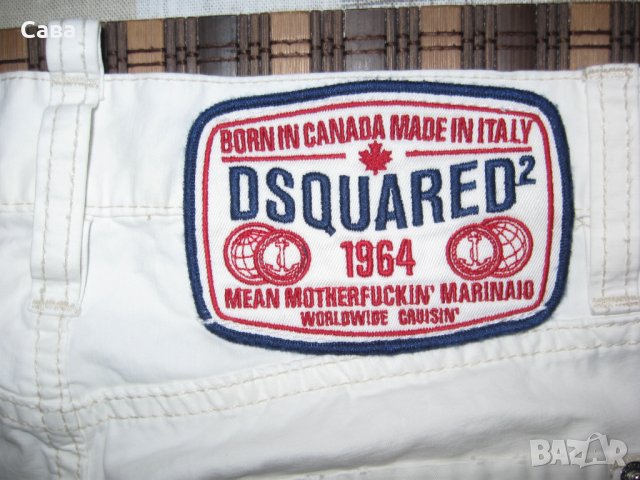 Сава
BORN IN CANADA MADE IN ITALY
DSQUARED²
1964
MEAN MOTHERFUCKIN' MARINAIO
WORLDWIDE CRUISIN'
BAZAR